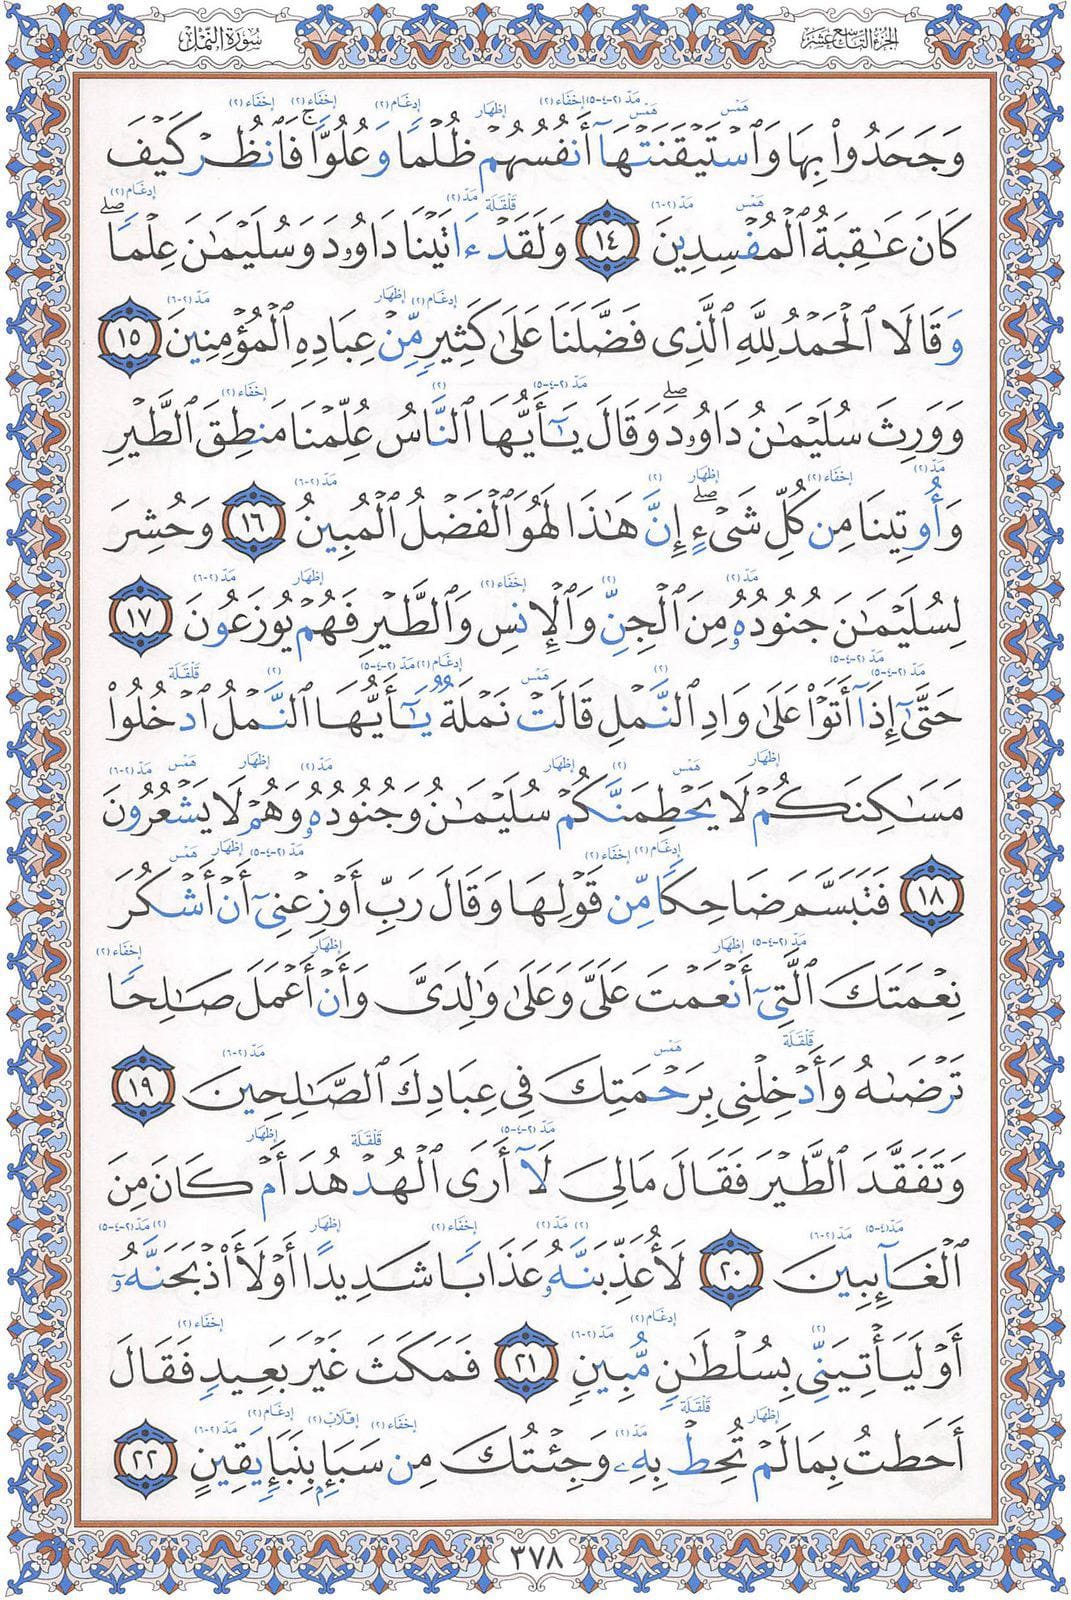 الجزء التاسع عشر
سورة النمل
وَجَحَدُوا۟ بِهَا وَٱسْتَيْقَنَتْهَآ أَنفُسُهُمْ ظُلْمًا وَعُلُوًّا ۚ فَٱنظُرْ كَيْفَ
كَانَ عَـٰقِبَةُ ٱلْمُفْسِدِينَ ١٤ وَلَقَدْ ءَاتَيْنَا دَاوُۥدَ وَسُلَيْمَـٰنَ عِلْمًا ۖ
وَقَالَا ٱلْحَمْدُ لِلَّهِ ٱلَّذِى فَضَّلَنَا عَلَىٰ كَثِيرٍ مِّنْ عِبَادِهِ ٱلْمُؤْمِنِينَ ١٥
وَوَرِثَ سُلَيْمَـٰنُ دَاوُۥدَ ۖ وَقَالَ يَـٰٓأَيُّهَا ٱلنَّاسُ عُلِّمْنَا مَنطِقَ ٱلطَّيْرِ
وَأُوتِينَا مِن كُلِّ شَىْءٍ ۖ إِنَّ هَـٰذَا لَهُوَ ٱلْفَضْلُ ٱلْمُبِينُ ١٦ وَحُشِرَ
لِسُلَيْمَـٰنَ جُنُودُهُۥ مِنَ ٱلْجِنِّ وَٱلْإِنسِ وَٱلطَّيْرِ فَهُمْ يُوزَعُونَ ١٧
حَتَّىٰٓ إِذَآ أَتَوْا۟ عَلَىٰ وَادِ ٱلنَّمْلِ قَالَتْ نَمْلَةٌ يَـٰٓأَيُّهَا ٱلنَّمْلُ ٱدْخُلُوا۟
مَسَـٰكِنَكُمْ لَا يَحْطِمَنَّكُمْ سُلَيْمَـٰنُ وَجُنُودُهُۥ وَهُمْ لَا يَشْعُرُونَ
١٨ فَتَبَسَّمَ ضَاحِكًا مِّن قَوْلِهَا وَقَالَ رَبِّ أَوْزِعْنِىٓ أَنْ أَشْكُرَ
نِعْمَتَكَ ٱلَّتِىٓ أَنْعَمْتَ عَلَىَّ وَعَلَىٰ وَٰلِدَىَّ وَأَنْ أَعْمَلَ صَـٰلِحًا
تَرْضَىٰهُ وَأَدْخِلْنِى بِرَحْمَتِكَ فِى عِبَادِكَ ٱلصَّـٰلِحِينَ ١٩
وَتَفَقَّدَ ٱلطَّيْرَ فَقَالَ مَالِىَ لَآ أَرَى ٱلْهُدْهُدَ أَمْ كَانَ مِنَ
ٱلْغَآئِبِينَ ٢٠ لَأُعَذِّبَنَّهُۥ عَذَابًا شَدِيدًا أَوْ لَأَا۟ذْبَحَنَّهُۥٓ
أَوْ لَيَأْتِيَنِّى بِسُلْطَـٰنٍ مُّبِينٍ ٢١ فَمَكَثَ غَيْرَ بَعِيدٍ فَقَالَ
أَحَطتُ بِمَا لَمْ تُحِطْ بِهِۦ وَجِئْتُكَ مِن سَبَإٍۭ بِنَبَإٍ يَقِينٍ ٢٢
٣٧٨